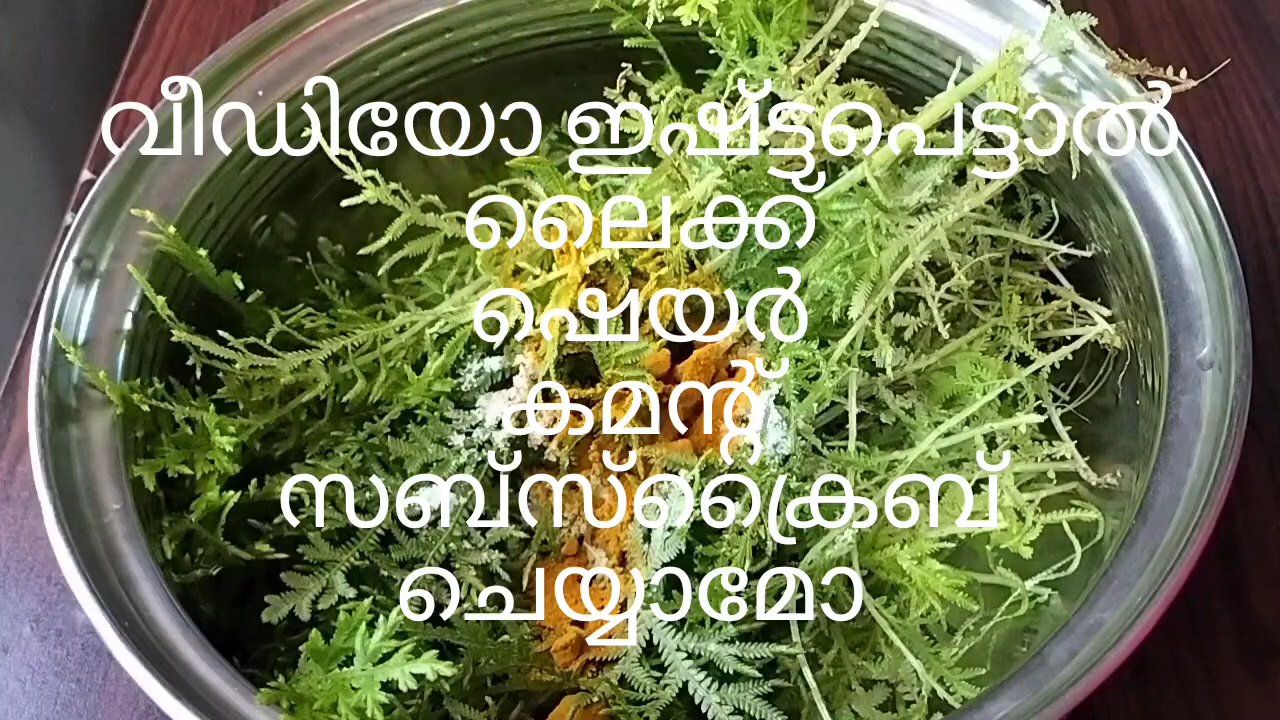 വീഡിയോ ഇഷ്ട്ടപെട്ടാൽ
ലൈക്ക്
ഷെയർ
കമന്റ്
സബ്സ്ക്രൈബ്
ചെയ്യാമോ